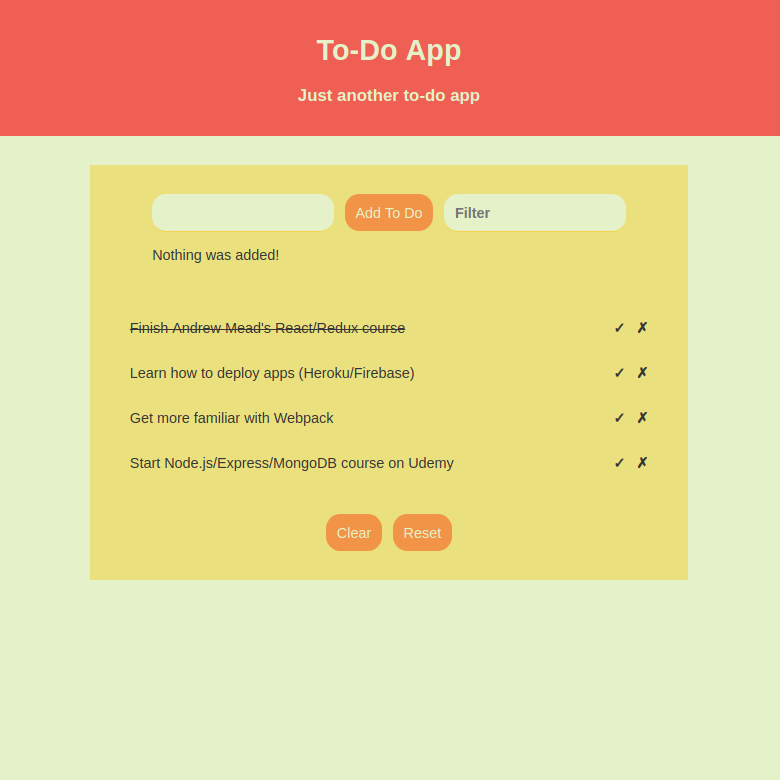 To-Do App
Just another to-do app
Add To Do Filter
Nothing was added!
Finish Andrew Mead's React/Redux course ✓ ✗
Learn how to deploy apps (Heroku/Firebase) ✓ ✗
Get more familiar with Webpack ✓ ✗
Start Node.js/Express/MongoDB course on Udemy ✓ ✗
Clear Reset